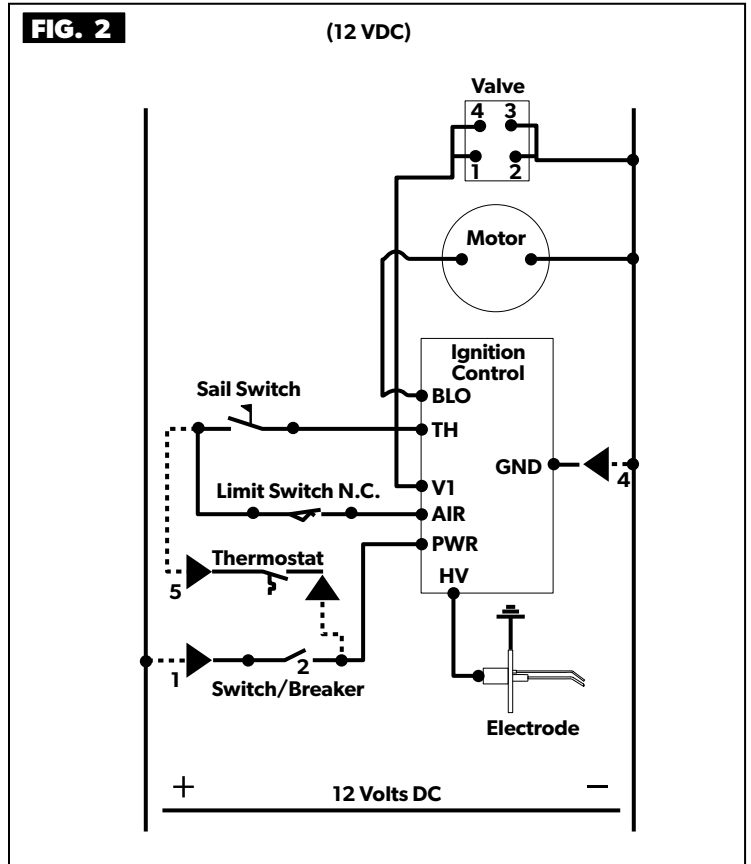 FIG. 2
(12 VDC)
Valve
4 3
1 2
Motor
Ignition
Control
Sail Switch
BLO
TH
GND
4
V1
Limit Switch N.C.
AIR
PWR
Thermostat
HV
5
1
2
Switch/Breaker
Electrode
+ 12 Volts DC −